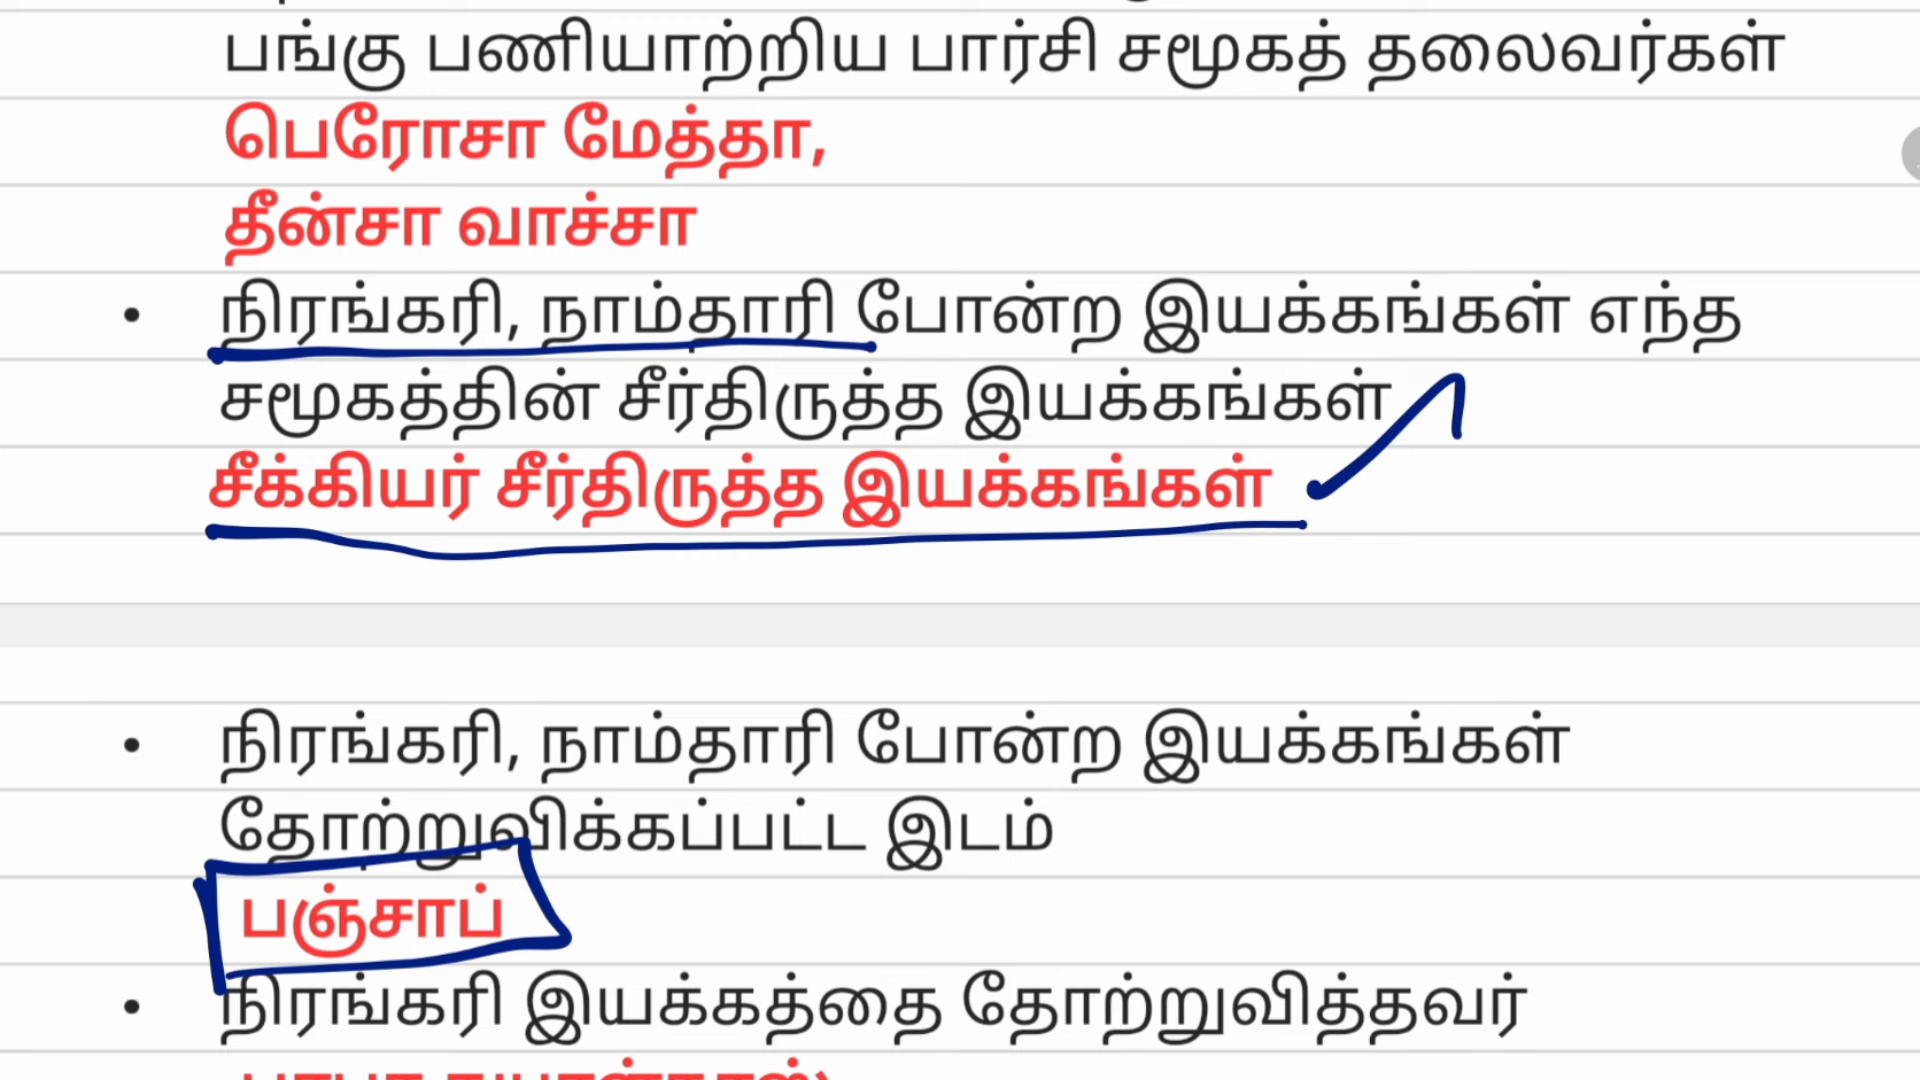 பங்கு பணியாற்றிய பார்சி சமூகத் தலைவர்கள்
பெரோசா மேத்தா,
தீன்சா வாச்சா
• நிரங்கரி, நாம்தாரி போன்ற இயக்கங்கள் எந்த
சமூகத்தின் சீர்திருத்த இயக்கங்கள்
சீக்கியர் சீர்திருத்த இயக்கங்கள்
• நிரங்கரி, நாம்தாரி போன்ற இயக்கங்கள்
தோற்றுவிக்கப்பட்ட இடம்
பஞ்சாப்
• நிரங்கரி இயக்கத்தை தோற்றுவித்தவர்